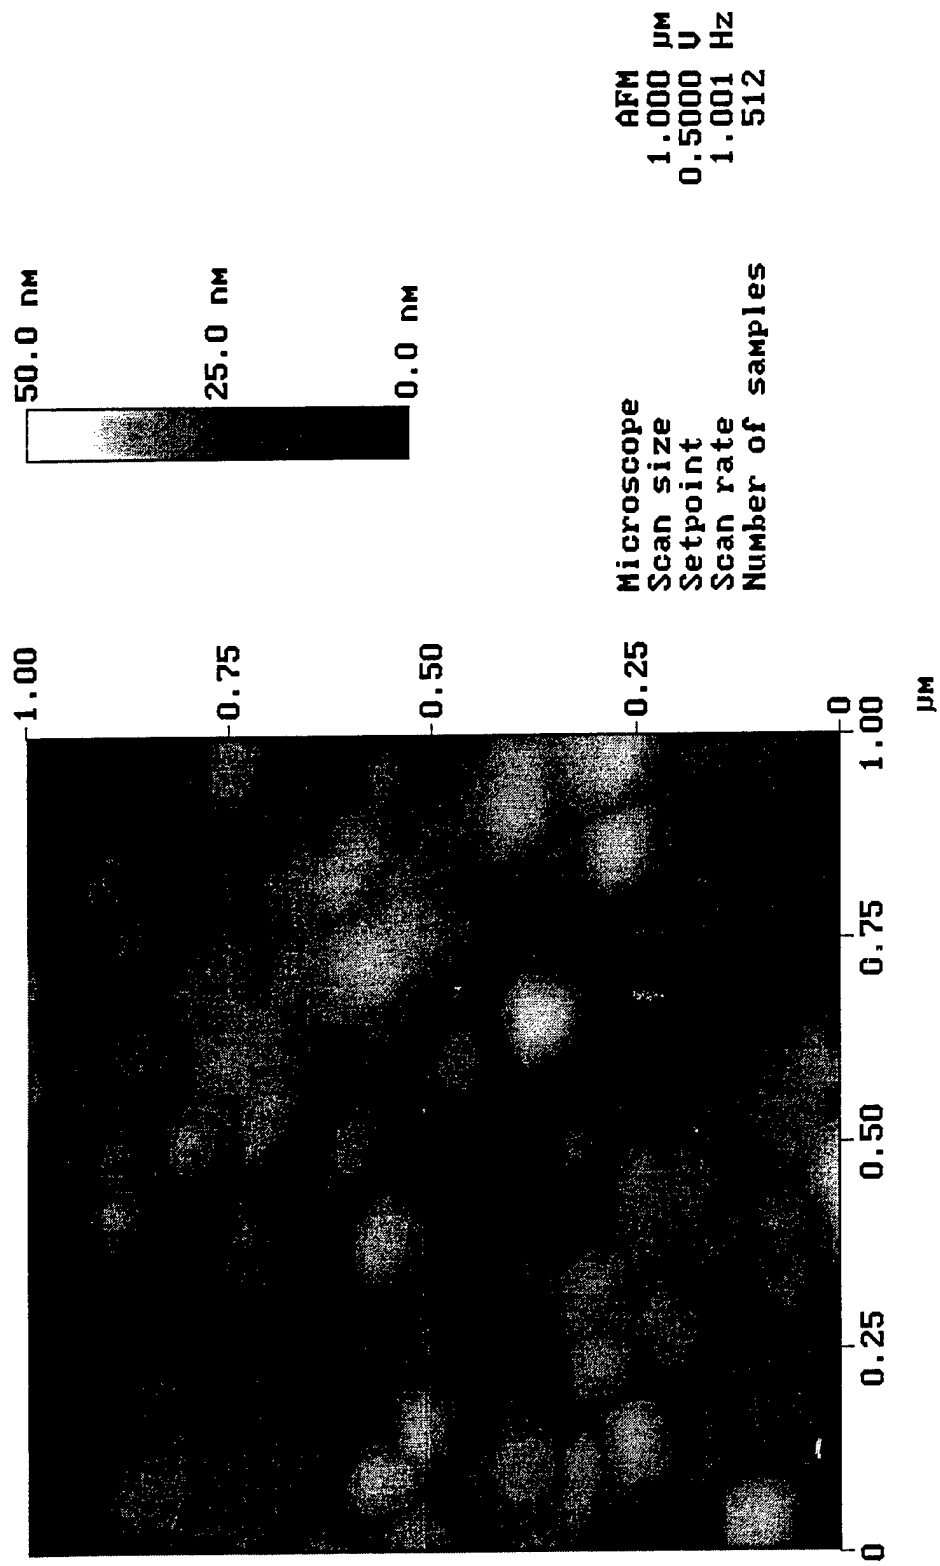 50.0 nM
25.0 nM
0.0 nM
1.00
0.75
0.50
0.25
0
0
0.25
0.50
0.75
1.00
µM
Microscope AFM
Scan size 1.000 µM
Setpoint 0.5000 V
Scan rate 1.001 Hz
Number of samples 512